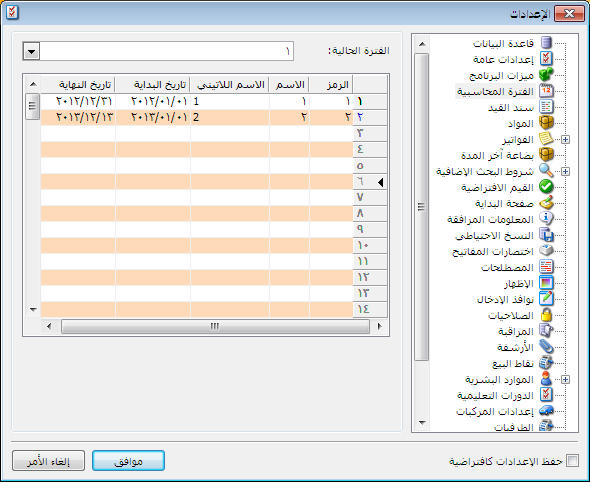 الإعدادات
قاعدة البيانات
إعدادات عامة
ميزات البرنامج
الفترة المحاسبية
سند القيد
المواد
الفواتير
بضاعة آخر المدة
شروط البحث الإضافية
القيم الافتراضية
صفحة البداية
المعلومات المرافقة
النسخ الاحتياطي
اختصارات المفاتيح
المصطلحات
الإظهار
نوافذ الإدخال
الصلاحيات
المراقبة
الأرشفة
نقاط البيع
الموارد البشرية
الدورات التعليمية
إعدادات المركبات
الطرفيات
الفترة الحالية: ١
الرمز الاسم الاسم اللاتيني تاريخ البداية تاريخ النهاية
١ ١ ١ 1 ٢٠١٢/٠١/٠١ ٢٠١٢/١٢/٣١
٢ ٢ ٢ 2 ٢٠١٣/٠١/٠١ ٢٠١٣/١٢/١٣
٣
٤
٥
٦
٧
٨
٩
١٠
١١
١٢
١٣
١٤
حفظ الإعدادات كافتراضية
موافق
إلغاء الأمر